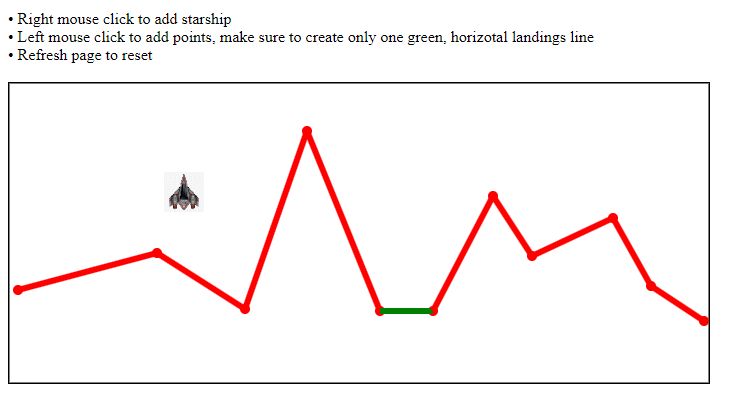 • Right mouse click to add starship
• Left mouse click to add points, make sure to create only one green, horizotal landings line
• Refresh page to reset